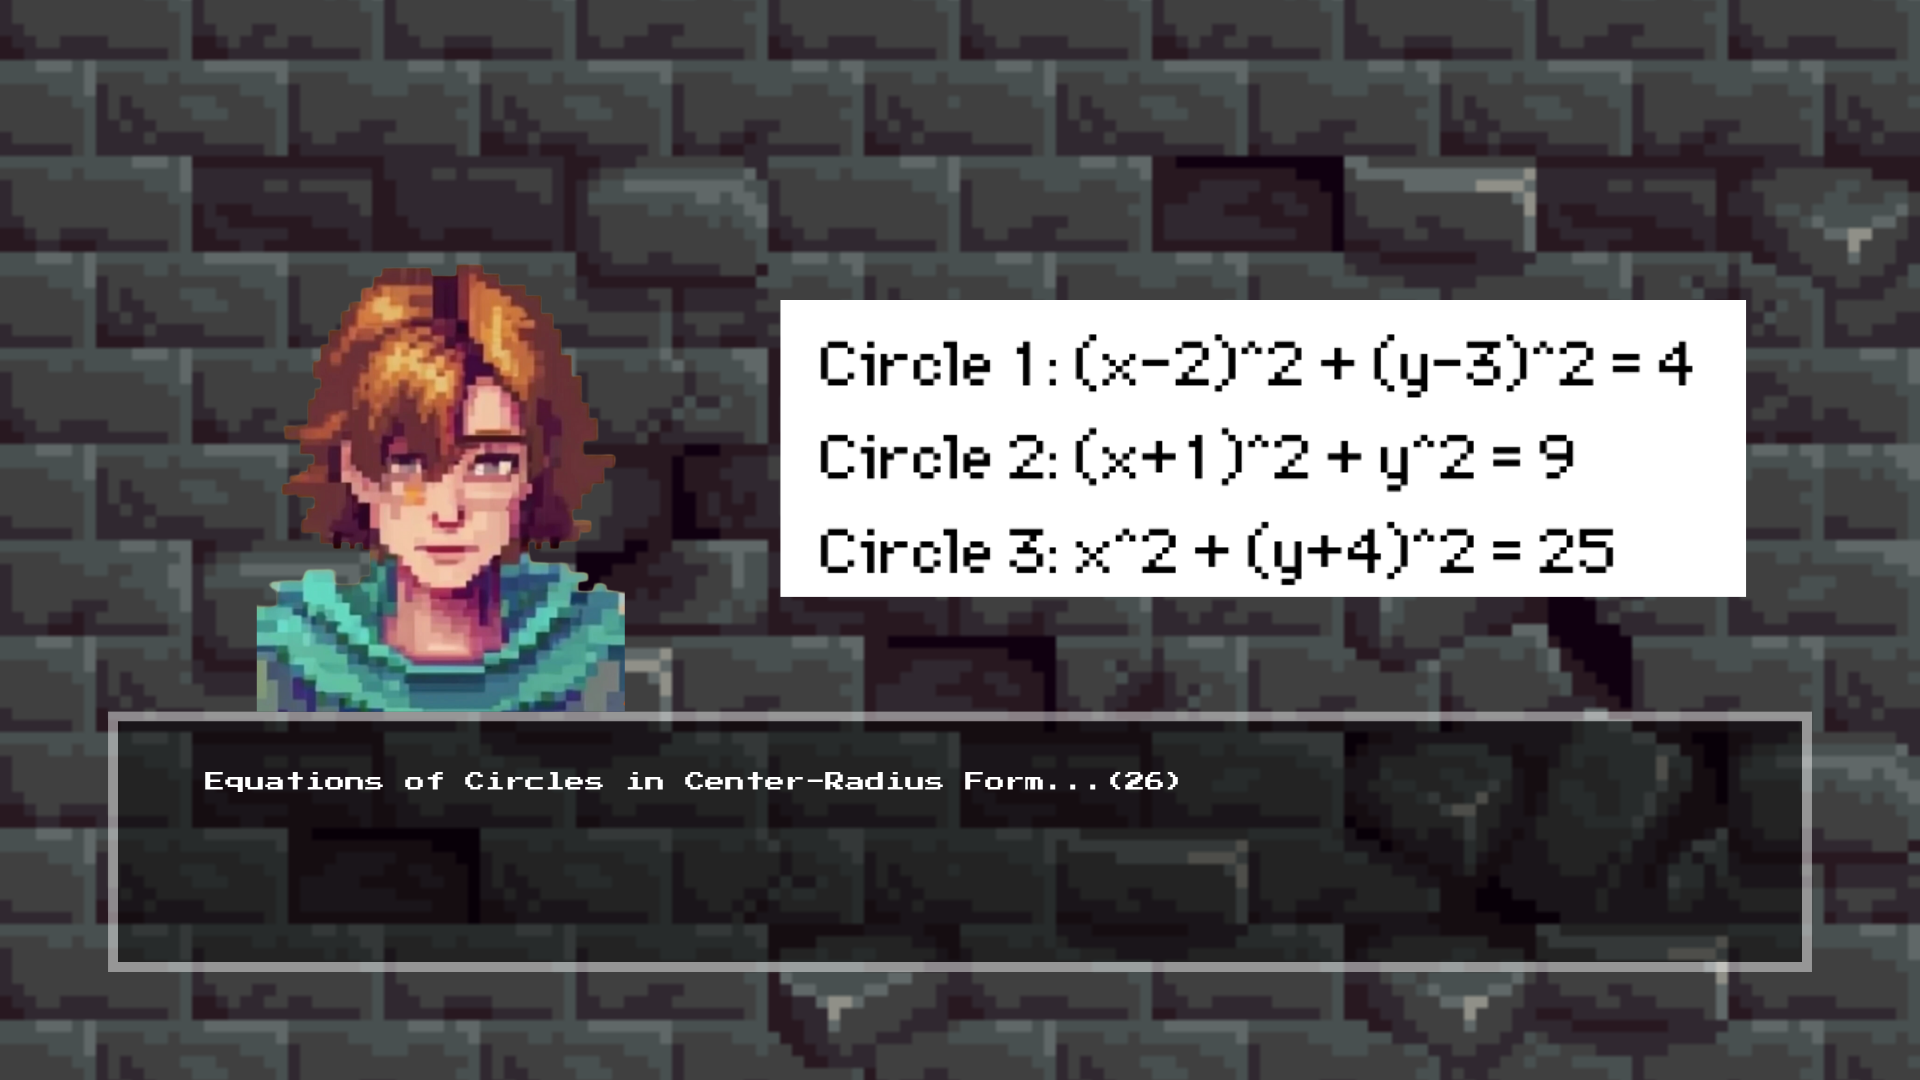 Circle 1: (x-2)^2 + (y-3)^2 = 4
Circle 2: (x+1)^2 + y^2 = 9
Circle 3: x^2 + (y+4)^2 = 25
Equations of Circles in Center-Radius Form...(26)